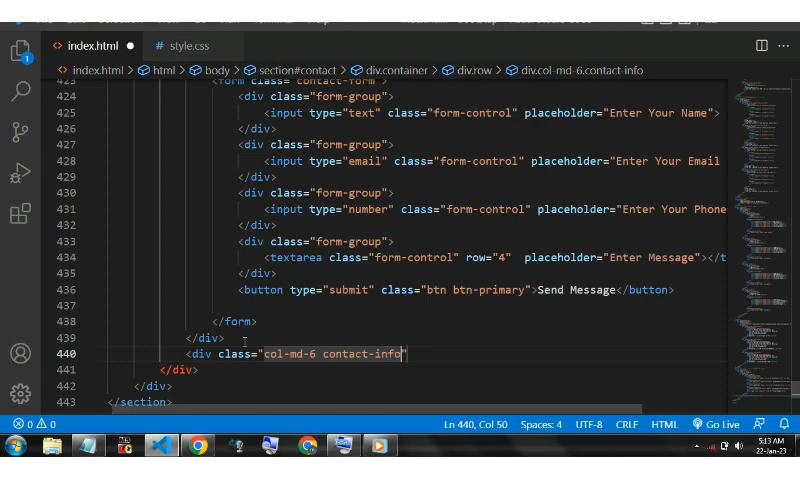 index.html
style.css
index.html > html > body > section#contact > div.container > div.row > div.col-md-6.contact-info
423 <form class="contact-form">
424 <div class="form-group">
425 <input type="text" class="form-control" placeholder="Enter Your Name">
426 </div>
427 <div class="form-group">
428 <input type="email" class="form-control" placeholder="Enter Your Email
429 </div>
430 <div class="form-group">
431 <input type="number" class="form-control" placeholder="Enter Your Phone
432 </div>
433 <div class="form-group">
434 <textarea class="form-control" row="4" placeholder="Enter Message"></t
435 </div>
436 <button type="submit" class="btn btn-primary">Send Message</button>
437
438 </form>
439 </div>
440 <div class="col-md-6 contact-info"
441 </div>
442 </div>
443 </section>
0 0 Ln 440, Col 50 Spaces: 4 UTF-8 CRLF HTML Go Live
5:13 AM
22-Jan-23